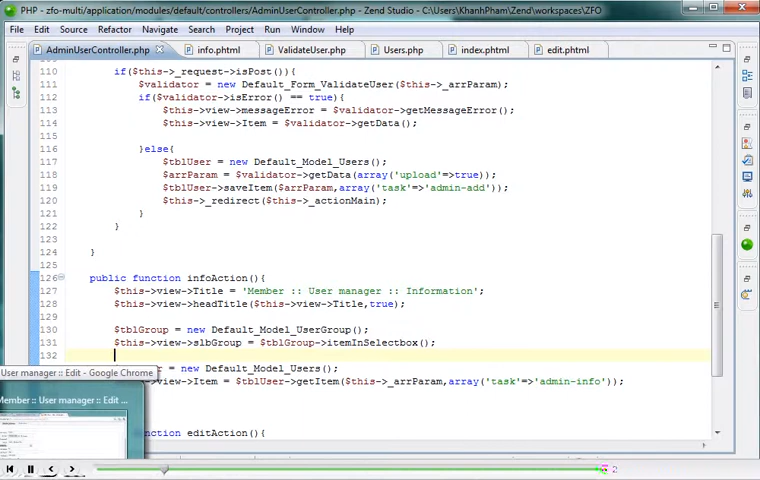 PHP - zfo-multi/application/modules/default/controllers/AdminUserController.php - Zend Studio - C:\Users\KhanhPham\Zend\workspaces\ZFO
File Edit Source Refactor Navigate Search Project Run Window Help
AdminUserController.php info.phtml ValidateUser.php Users.php index.phtml edit.phtml
110 if($this->_request->isPost()){
111 $validator = new Default_Form_ValidateUser($this->_arrParam);
112 if($validator->isError() == true){
113 $this->view->messageError = $validator->getMessageError();
114 $this->view->Item = $validator->getData();
115
116 }else{
117 $tblUser = new Default_Model_Users();
118 $arrParam = $validator->getData(array('upload'=>true));
119 $tblUser->saveItem($arrParam,array('task'=>'admin-add'));
120 $this->_redirect($this->_actionMain);
121 }
122 }
123
124 }
125
126 public function infoAction(){
127 $this->view->Title = 'Member :: User manager :: Information';
128 $this->view->headTitle($this->view->Title,true);
129
130 $tblGroup = new Default_Model_UserGroup();
131 $this->view->slbGroup = $tblGroup->itemInSelectbox();
132
User manager :: Edit - Google Chrome
r = new Default_Model_Users();
view->Item = $tblUser->getItem($this->_arrParam,array('task'=>'admin-info'));
Member :: User manager :: Edit ...
nction editAction(){
2